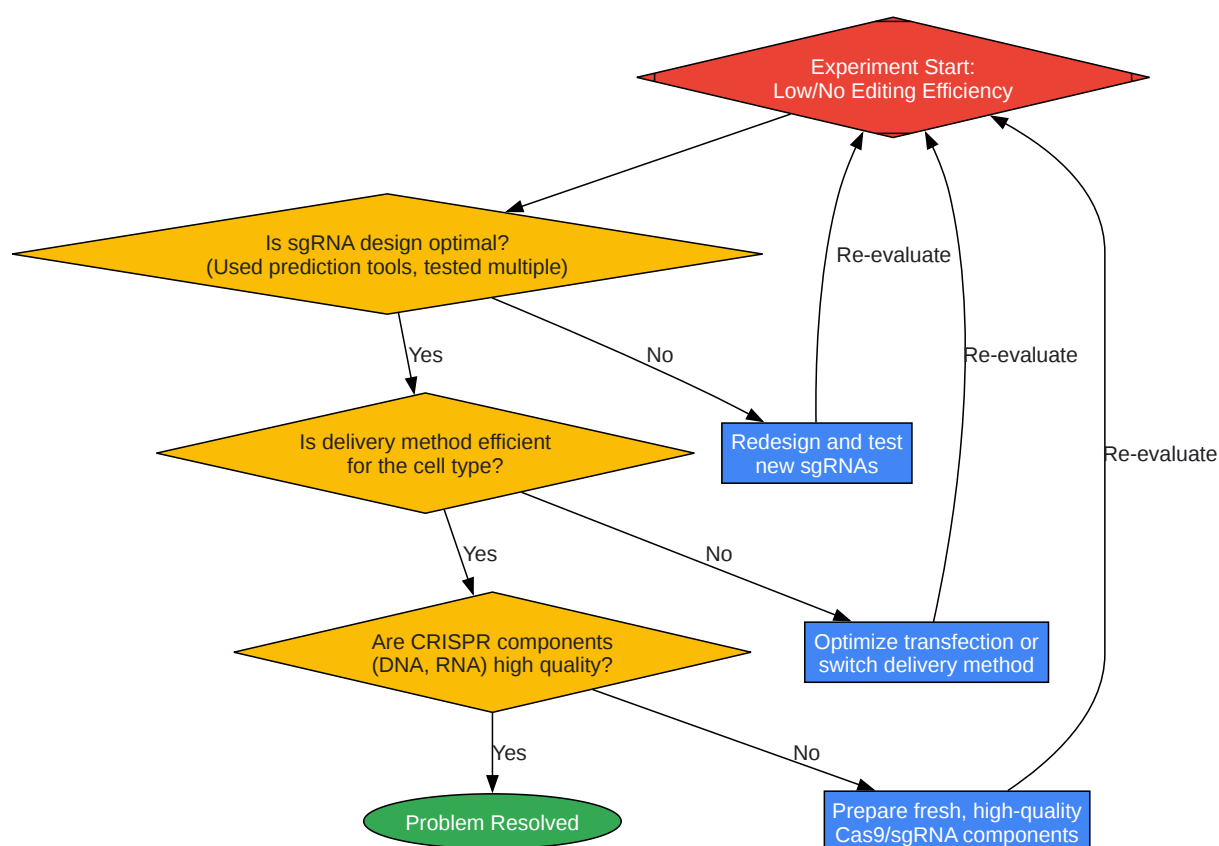 Experiment Start:
Low/No Editing Efficiency
Is sgRNA design optimal?
(Used prediction tools, tested multiple)
Re-evaluate
Yes
No
Re-evaluate
Is delivery method efficient
for the cell type?
Redesign and test
new sgRNAs
Re-evaluate
Yes
No
Are CRISPR components
(DNA, RNA) high quality?
Optimize transfection or
switch delivery method
Yes
No
Problem Resolved
Prepare fresh, high-quality
Cas9/sgRNA components